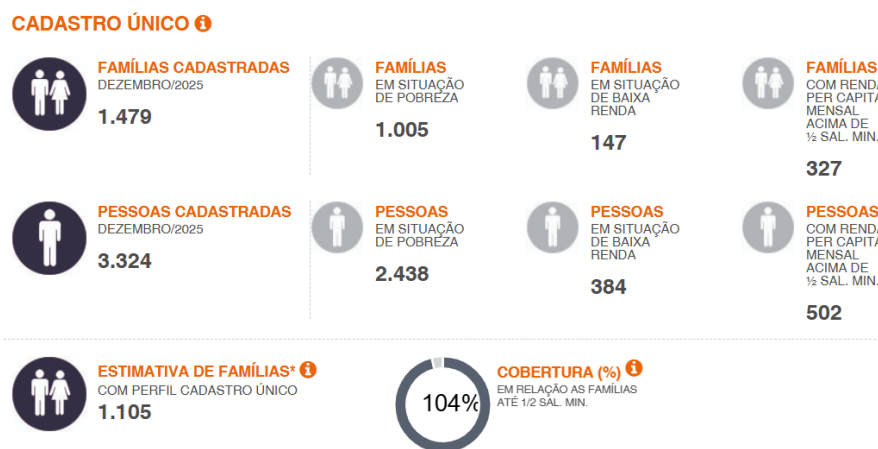 CADASTRO ÚNICO
FAMÍLIAS CADASTRADAS
DEZEMBRO/2025
1.479
FAMÍLIAS
EM SITUAÇÃO
DE POBREZA
1.005
FAMÍLIAS
EM SITUAÇÃO
DE BAIXA
RENDA
147
FAMÍLIAS
COM RENDA
PER CAPITA
MENSAL
ACIMA DE
½ SAL. MIN.
327
PESSOAS CADASTRADAS
DEZEMBRO/2025
3.324
PESSOAS
EM SITUAÇÃO
DE POBREZA
2.438
PESSOAS
EM SITUAÇÃO
DE BAIXA
RENDA
384
PESSOAS
COM RENDA
PER CAPITA
MENSAL
ACIMA DE
½ SAL. MIN.
502
ESTIMATIVA DE FAMÍLIAS*
COM PERFIL CADASTRO ÚNICO
1.105
104%
COBERTURA (%)
EM RELAÇÃO AS FAMÍLIAS
ATÉ 1/2 SAL. MIN.